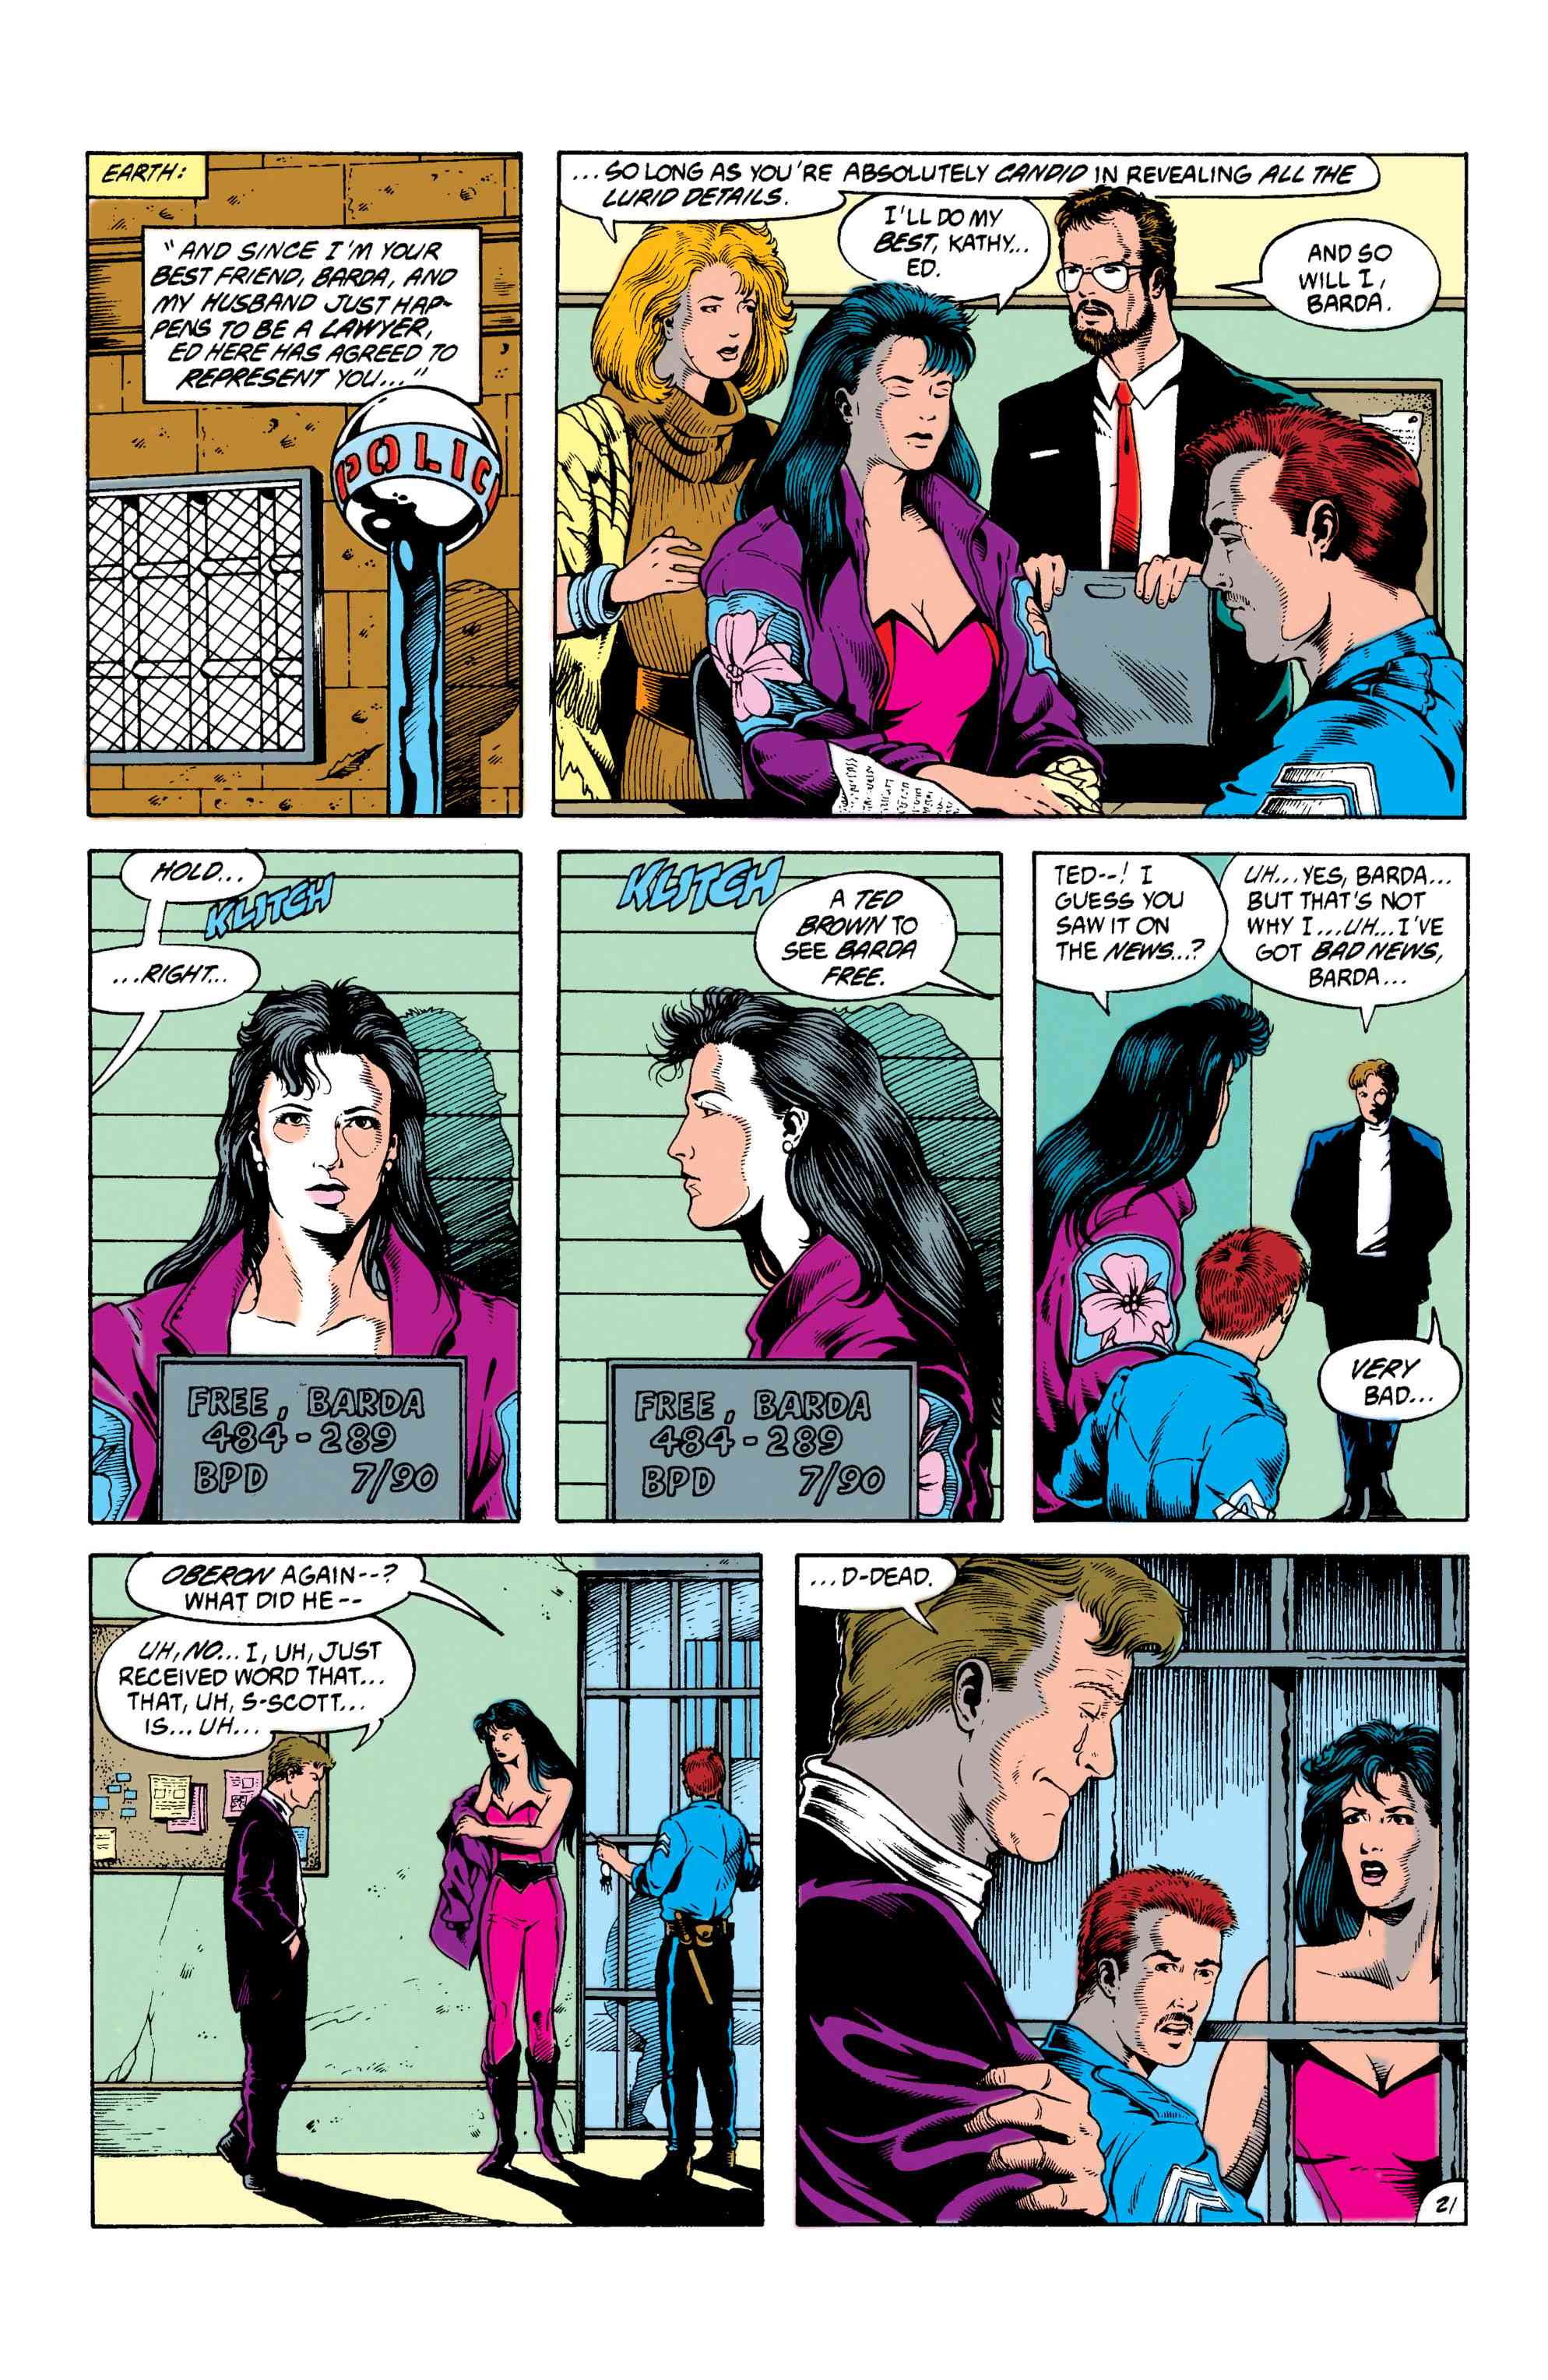 EARTH:
"AND SINCE I'M YOUR
BEST FRIEND, BARDA, AND
MY HUSBAND JUST HAP-
PENS TO BE A LAWYER,
ED HERE HAS AGREED TO
REPRESENT YOU..."
POLIC
...SO LONG AS YOU'RE ABSOLUTELY CANDID IN REVEALING ALL THE
LURID DETAILS.
I'LL DO MY
BEST, KATHY...
ED.
AND SO
WILL I,
BARDA.
HOLD...
KLITCH
...RIGHT...
FREE, BARDA
484-289
BPD 7/90
KLITCH
A TED
BROWN TO
SEE BARDA
FREE.
FREE, BARDA
484-289
BPD 7/90
TED--! I
GUESS YOU
SAW IT ON
THE NEWS...?
UH...YES, BARDA...
BUT THAT'S NOT
WHY I...UH...I'VE
GOT BAD NEWS,
BARDA...
VERY
BAD...
OBERON AGAIN--?
WHAT DID HE--
UH, NO... I, UH, JUST
RECEIVED WORD THAT...
THAT, UH, S-SCOTT...
IS... UH...
...D-DEAD.
21